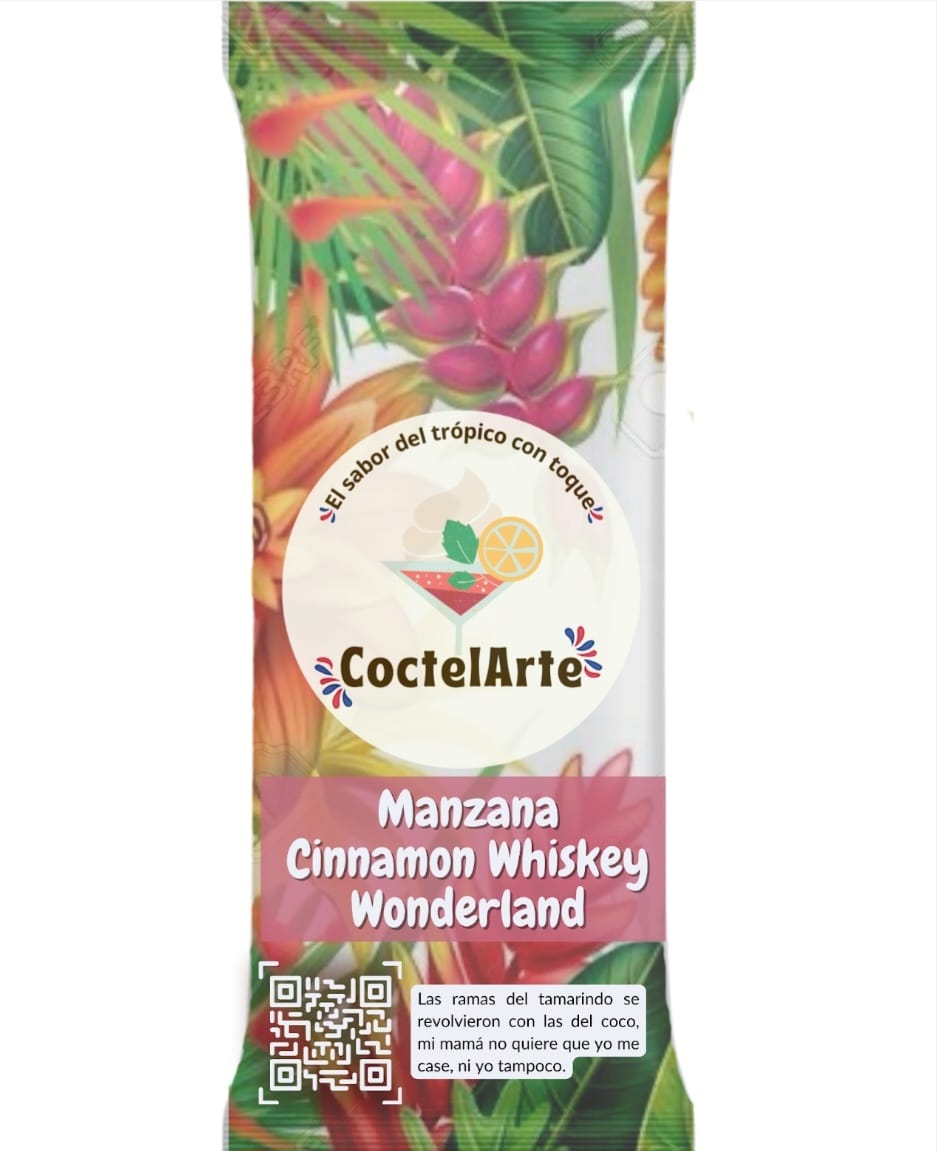 El sabor del trópico con toque
CoctelArte
Manzana
Cinnamon Whiskey
Wonderland
Las ramas del tamarindo se
revolvieron con las del coco,
mi mamá no quiere que yo me
case, ni yo tampoco.